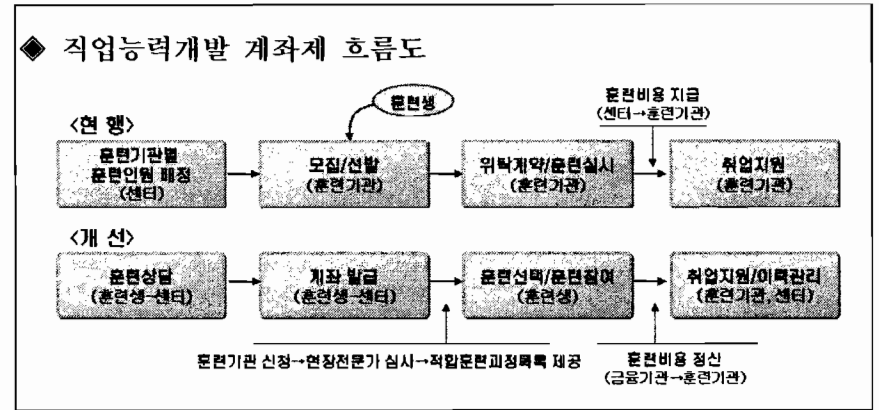 ◆ 직업능력개발 계좌제 흐름도
훈련생
훈련비용 지급
(센터→훈련기관)
<현 행>
훈련기관별
훈련인원 배정
(센터)
모집/선발
(훈련기관)
위탁계약/훈련실시
(훈련기관)
취업지원
(훈련기관)
<개 선>
훈련상담
(훈련생-센터)
계좌 발급
(훈련생-센터)
훈련선택/훈련참여
(훈련생)
취업지원/이력관리
(훈련기관, 센터)
훈련기관 신청→현장전문가 심사→적합훈련과정목록 제공
훈련비용 정산
(금융기관→훈련기관)